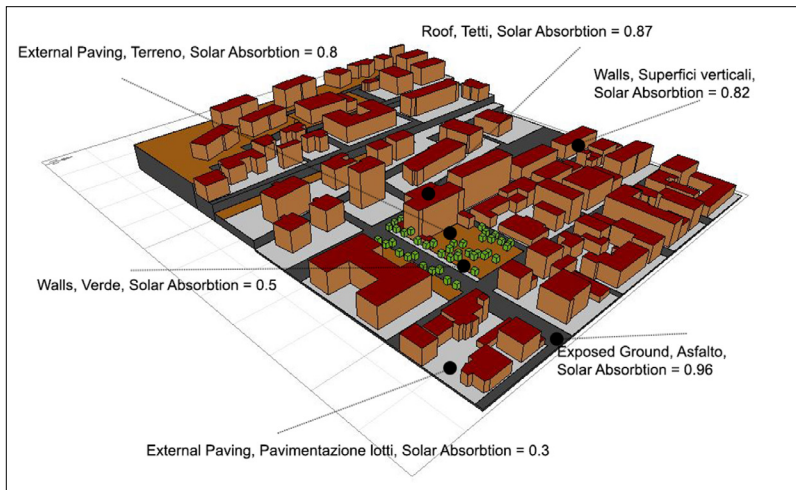 Roof, Tetti, Solar Absorbtion = 0.87
External Paving, Terreno, Solar Absorbtion = 0.8
Walls, Superfici verticali,
Solar Absorbtion = 0.82
Walls, Verde, Solar Absorbtion = 0.5
Exposed Ground, Asfalto,
Solar Absorbtion = 0.96
External Paving, Pavimentazione lotti, Solar Absorbtion = 0.3